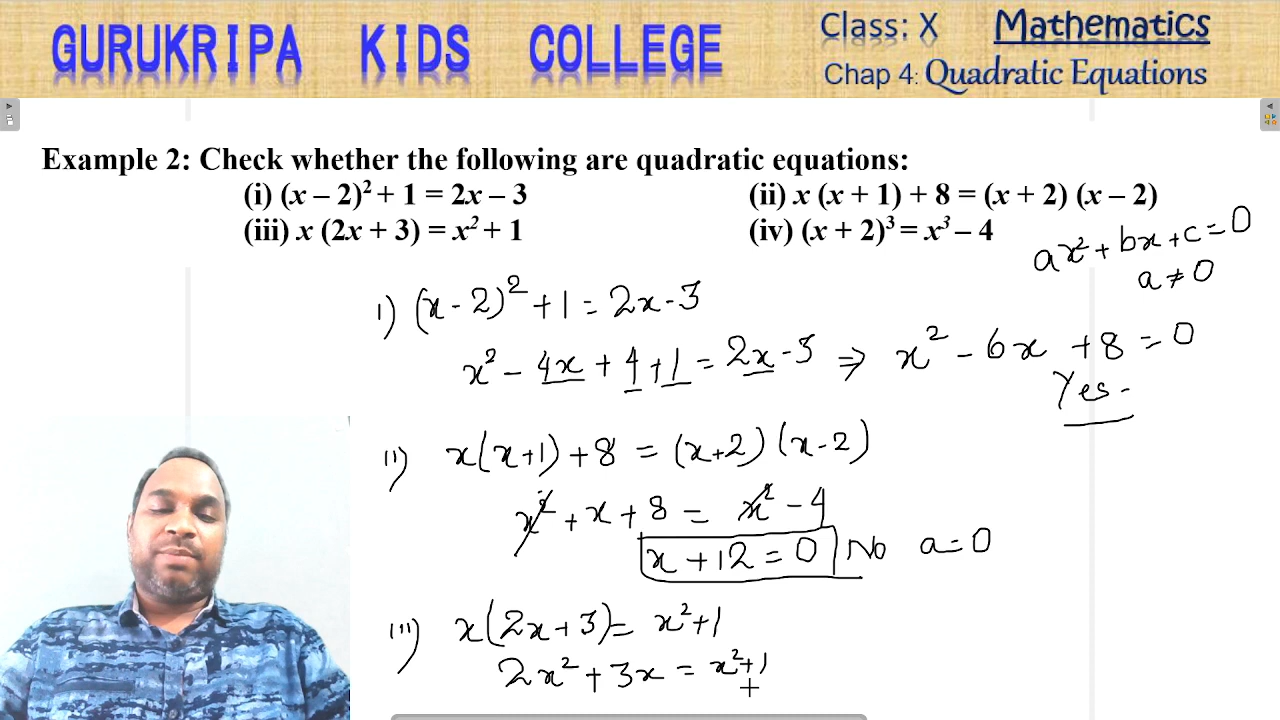 GURUKRIPA KIDS COLLEGE
Class: X Mathematics
Chap 4: Quadratic Equations
Example 2: Check whether the following are quadratic equations:
(i) (x – 2)² + 1 = 2x – 3 (ii) x (x + 1) + 8 = (x + 2) (x – 2)
(iii) x (2x + 3) = x² + 1 (iv) (x + 2)³ = x³ – 4
ax² + bx + c = 0
a ≠ 0
i) (x - 2)² + 1 = 2x - 3
x² - 4x + 4 + 1 = 2x - 3 ⇒ x² - 6x + 8 = 0
Yes -
ii) x(x+1) + 8 = (x+2) (x-2)
x² + x + 8 = x² - 4
x + 12 = 0 No a = 0
iii) x(2x+3) = x²+1
2x² + 3x = x²+1
+